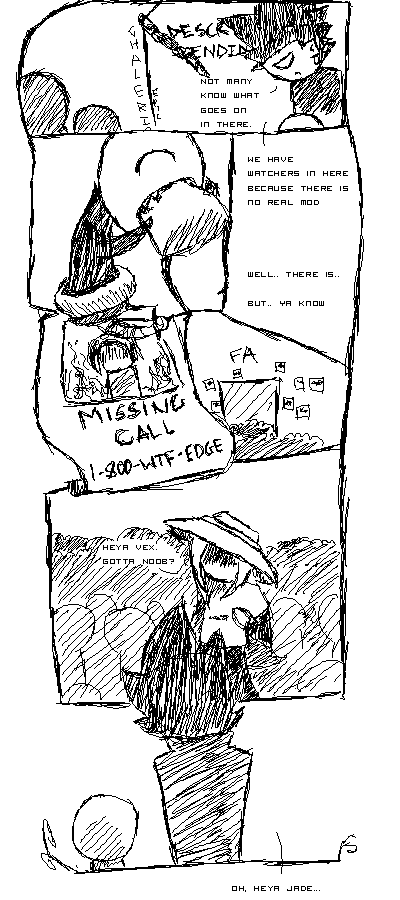 NOT MANY
KNOW WHAT
GOES ON
IN THERE.
WE HAVE
WATCHERS IN HERE
BECAUSE THERE IS
NO REAL MOD
WELL.. THERE IS..
BUT.. YA KNOW
FA
MISSING
CALL
1-800-WTF-EDGE
HEYA VEX.
GOTTA NOOB?
OH, HEYA JADE...